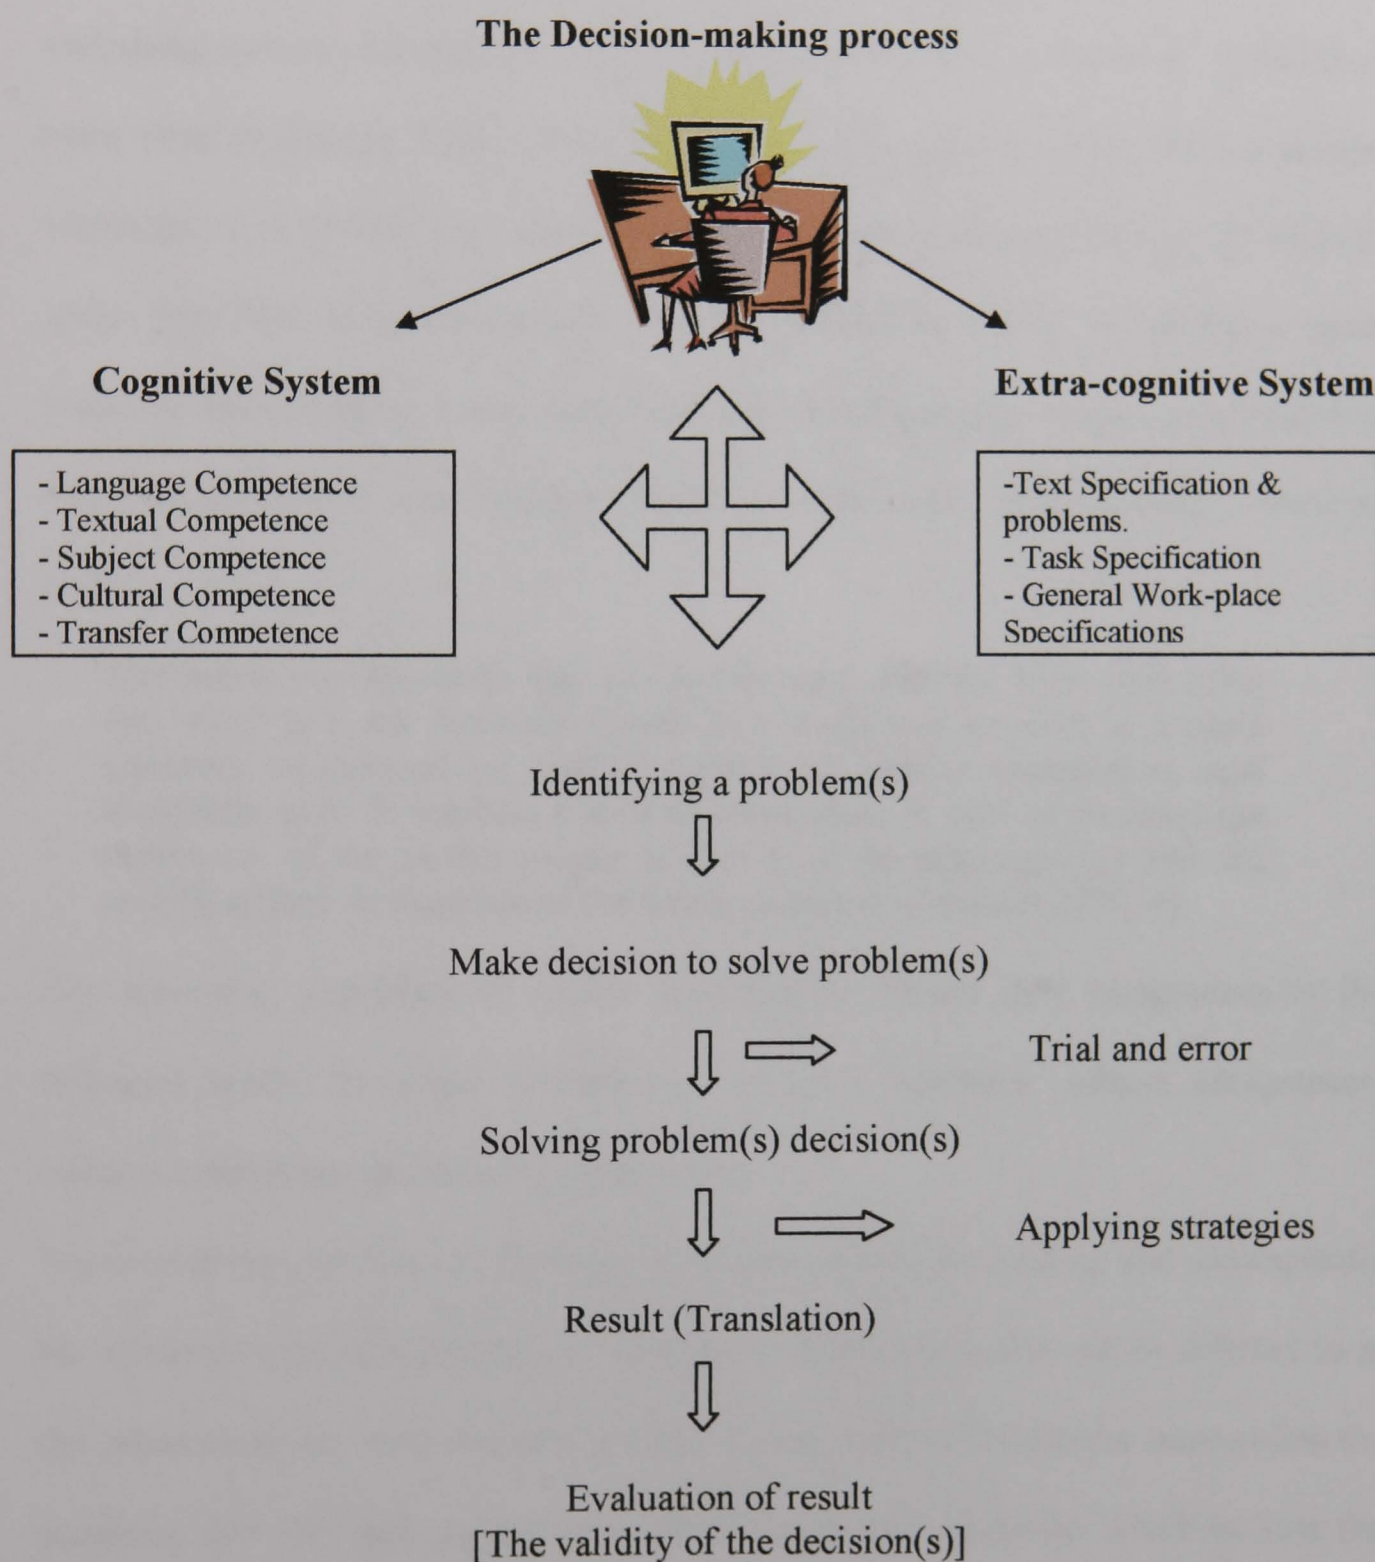 The Decision-making process
Cognitive System
- Language Competence
- Textual Competence
- Subject Competence
- Cultural Competence
- Transfer Competence
Extra-cognitive System
-Text Specification &
problems.
- Task Specification
- General Work-place
Specifications
Identifying a problem(s)
Make decision to solve problem(s)
Trial and error
Solving problem(s) decision(s)
Applying strategies
Result (Translation)
Evaluation of result
[The validity of the decision(s)]